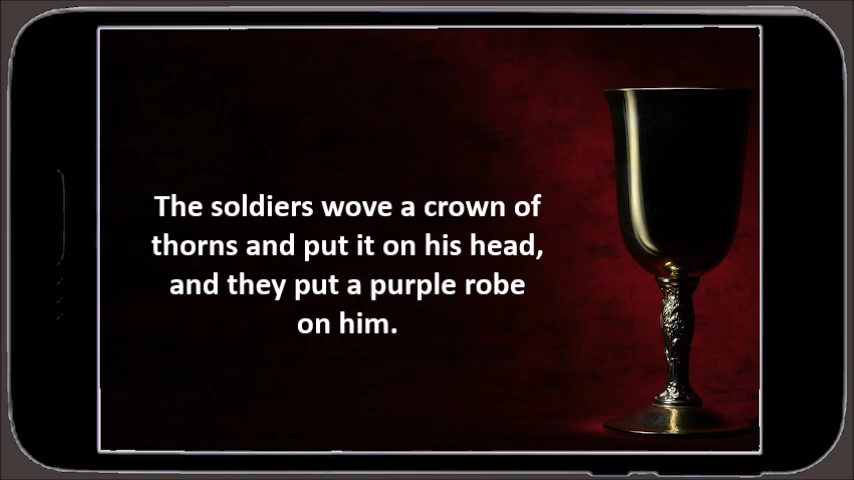 The soldiers wove a crown of
thorns and put it on his head,
and they put a purple robe
on him.